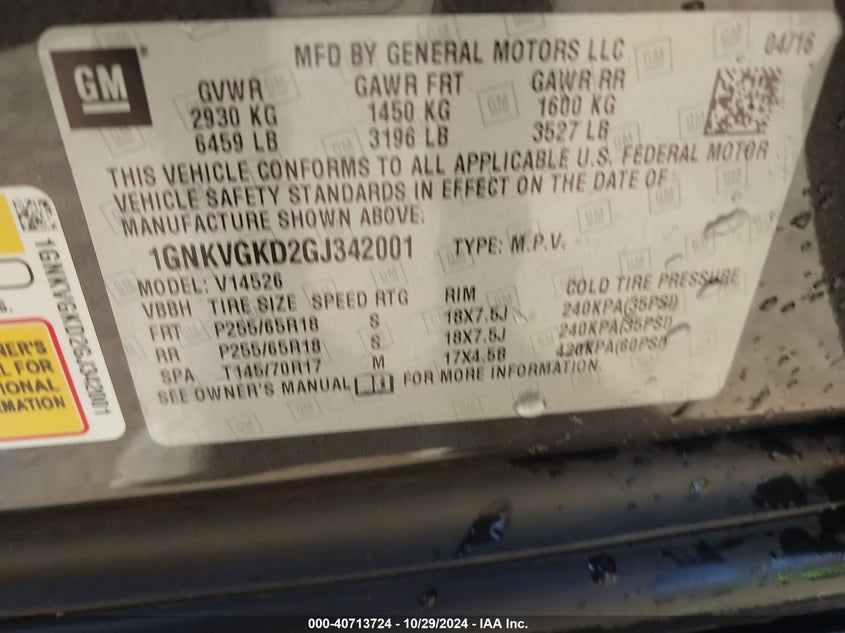 GM
MFD BY GENERAL MOTORS LLC
04/16
GVWR GAWR FRT GAWR RR
2930 KG 1450 KG 1600 KG
6459 LB 3196 LB 3527 LB
THIS VEHICLE CONFORMS TO ALL APPLICABLE U.S. FEDERAL MOTOR
VEHICLE SAFETY STANDARDS IN EFFECT ON THE DATE OF
MANUFACTURE SHOWN ABOVE.
1GNKVGKD2GJ342001 TYPE: M.P.V.
MODEL: V14526
VBBH TIRE SIZE SPEED RTG RIM COLD TIRE PRESSURE
FRT P255/65R18 S 18X7.5J 240KPA(35PSI)
RR P255/65R18 S 18X7.5J 240KPA(35PSI)
SPA T145/70R17 M 17X4.5B 420KPA(60PSI)
SEE OWNER'S MANUAL FOR MORE INFORMATION.
1GNKVGKD2GJ342001
NER'S
L FOR
TIONAL
RMATION
000-40713724 - 10/29/2024 - IAA Inc.